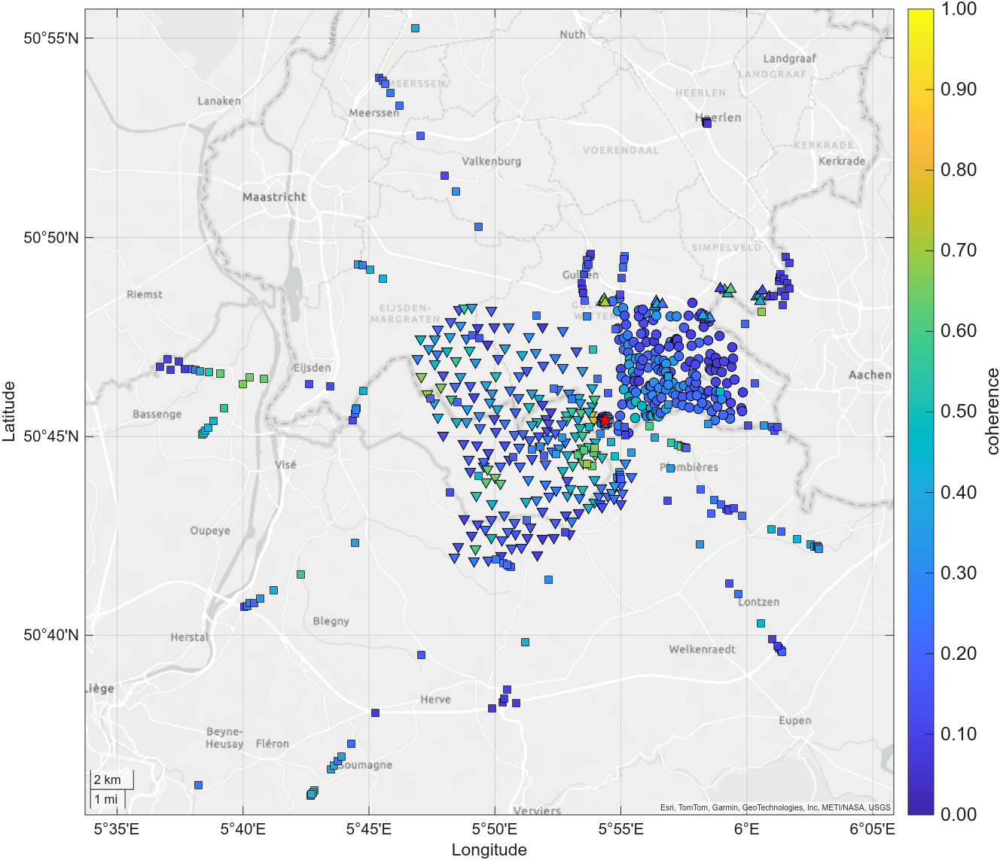 50°55'N
50°50'N
50°45'N
50°40'N
Latitude
5°35'E
5°40'E
5°45'E
5°50'E
5°55'E
6°E
6°05'E
Longitude
1.00
0.90
0.80
0.70
0.60
0.50
0.40
0.30
0.20
0.10
0.00
coherence
Meuse
Nuth
Landgraaf
LANDGRAAF
MEERSSEN
Lanaken
HEERLEN
Meerssen
Heerlen
KERKRADE
VOERENDAAL
Valkenburg
Kerkrade
Maastricht
SIMPELVELD
Gulpen
Riemst
EIJSDEN-
MARGRATEN
GULPEN-
WITTEM
Eijsden
Aachen
Bassenge
Visé
Plombières
Oupeye
Lontzen
Blegny
Herstal
Welkenraedt
Liège
Herve
Eupen
Beyne-
Heusay
Fléron
Soumagne
Verviers
2 km
1 mi
Esri, TomTom, Garmin, GeoTechnologies, Inc, METI/NASA, USGS